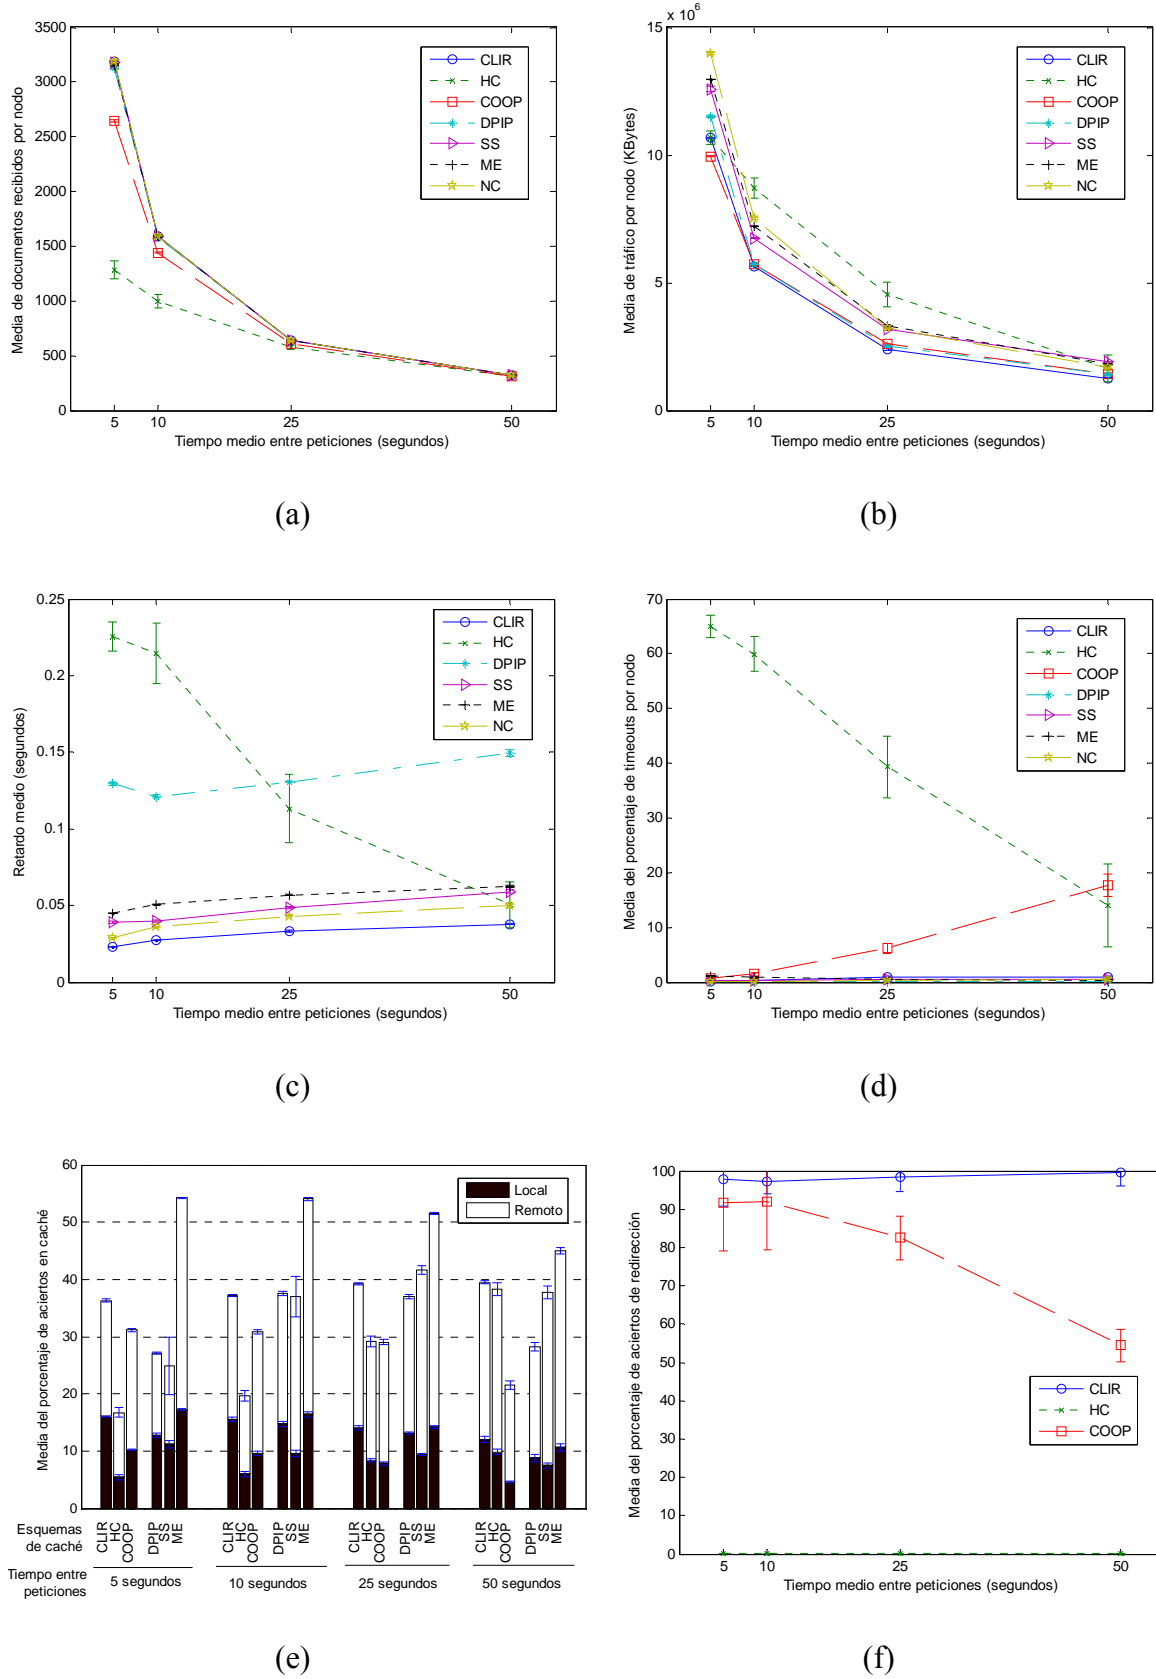 3500
3000
2500
2000
1500
1000
500
0
Media de documentos recibidos por nodo
5 10 25 50
Tiempo medio entre peticiones (segundos)
CLIR
HC
COOP
DPIP
SS
ME
NC
(a)
x 10^6
15
10
5
0
Media de tráfico por nodo (KBytes)
5 10 25 50
Tiempo medio entre peticiones (segundos)
CLIR
HC
COOP
DPIP
SS
ME
NC
(b)
0.25
0.2
0.15
0.1
0.05
0
Retardo medio (segundos)
5 10 25 50
Tiempo medio entre peticiones (segundos)
CLIR
HC
DPIP
SS
ME
NC
(c)
70
60
50
40
30
20
10
0
Media del porcentaje de timeouts por nodo
5 10 25 50
Tiempo medio entre peticiones (segundos)
CLIR
HC
COOP
DPIP
SS
ME
NC
(d)
60
50
40
30
20
10
0
Media del porcentaje de aciertos en caché
Local
Remoto
Esquemas
de caché
CLIR HC COOP DPIP SS ME
CLIR HC COOP DPIP SS ME
CLIR HC COOP DPIP SS ME
CLIR HC COOP DPIP SS ME
Tiempo entre
peticiones
5 segundos 10 segundos 25 segundos 50 segundos
(e)
100
90
80
70
60
50
40
30
20
10
0
Media del porcentaje de aciertos de redirección
5 10 25 50
Tiempo medio entre peticiones (segundos)
CLIR
HC
COOP
(f)